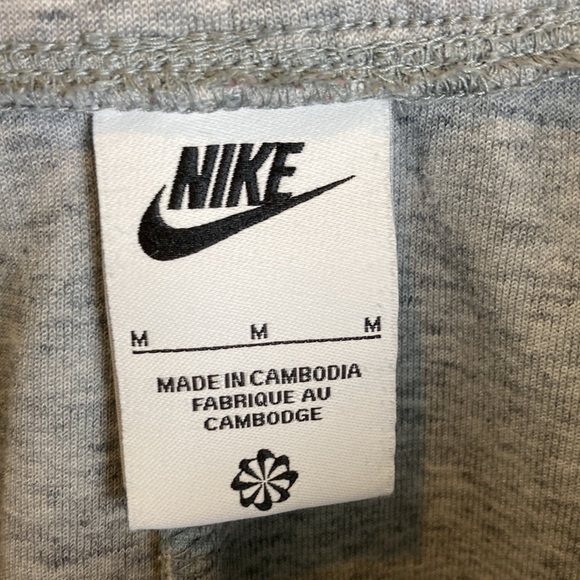 NIKE
M M M
MADE IN CAMBODIA
FABRIQUE AU
CAMBODGE